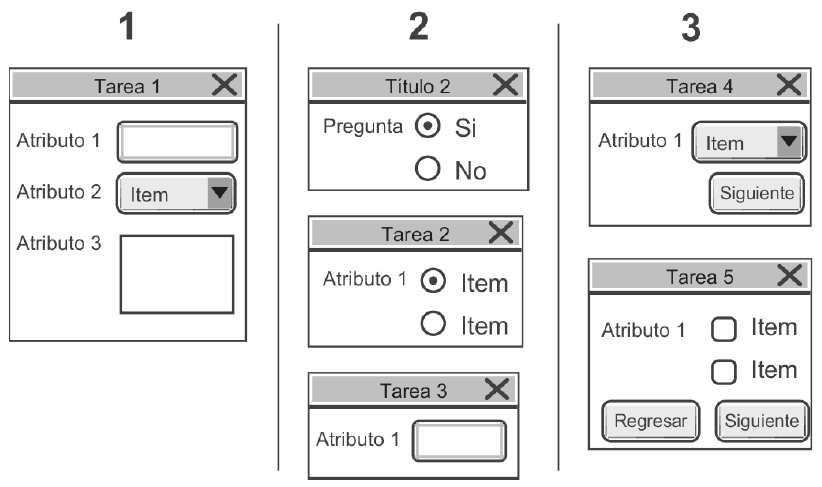 1
Tarea 1
Atributo 1
Atributo 2 Item
Atributo 3
2
Título 2
Pregunta Si
No
Tarea 2
Atributo 1 Item
Item
Tarea 3
Atributo 1
3
Tarea 4
Atributo 1 Item
Siguiente
Tarea 5
Atributo 1 Item
Item
Regresar Siguiente